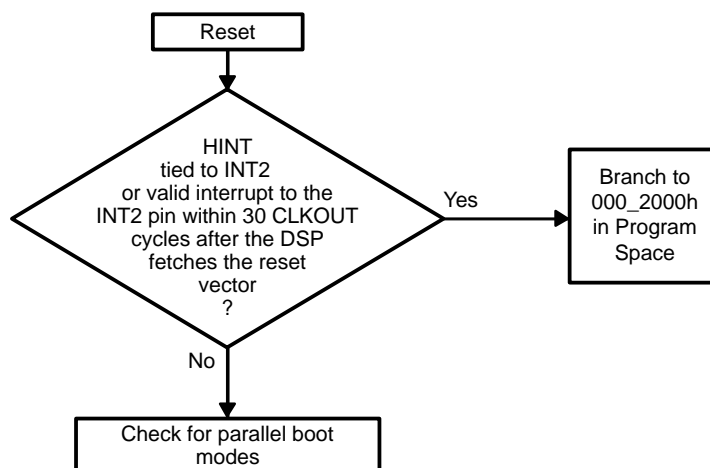 Reset
HINT
tied to INT2
or valid interrupt to the
INT2 pin within 30 CLKOUT
cycles after the DSP
fetches the reset
vector
?
Yes
Branch to
000_2000h
in Program
Space
No
Check for parallel boot
modes